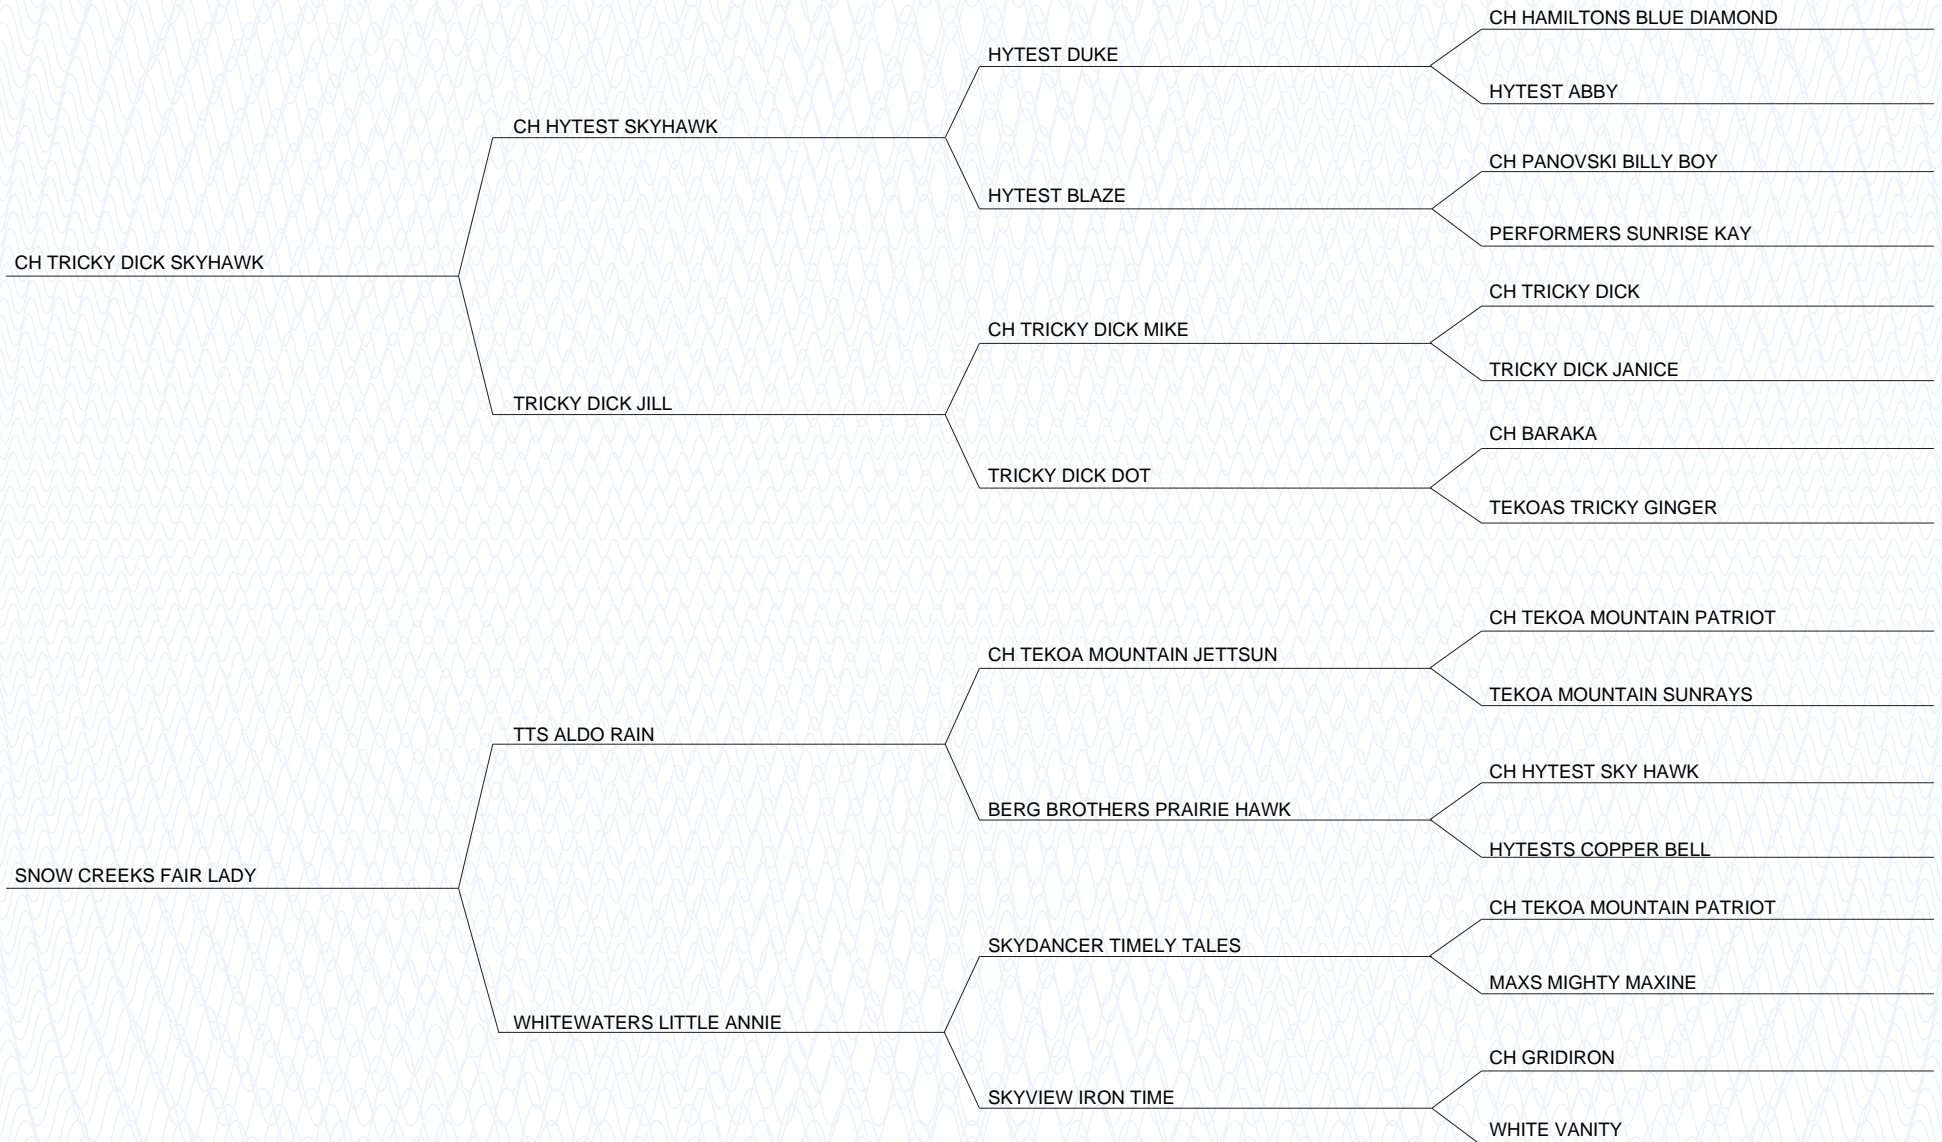 CH HAMILTONS BLUE DIAMOND
HYTEST DUKE
HYTEST ABBY
CH HYTEST SKYHAWK
CH PANOVSKI BILLY BOY
HYTEST BLAZE
PERFORMERS SUNRISE KAY
CH TRICKY DICK SKYHAWK
CH TRICKY DICK
CH TRICKY DICK MIKE
TRICKY DICK JANICE
TRICKY DICK JILL
CH BARAKA
TRICKY DICK DOT
TEKOAS TRICKY GINGER
CH TEKOA MOUNTAIN PATRIOT
CH TEKOA MOUNTAIN JETTSUN
TEKOA MOUNTAIN SUNRAYS
TTS ALDO RAIN
CH HYTEST SKY HAWK
BERG BROTHERS PRAIRIE HAWK
HYTESTS COPPER BELL
SNOW CREEKS FAIR LADY
CH TEKOA MOUNTAIN PATRIOT
SKYDANCER TIMELY TALES
MAXS MIGHTY MAXINE
WHITEWATERS LITTLE ANNIE
CH GRIDIRON
SKYVIEW IRON TIME
WHITE VANITY